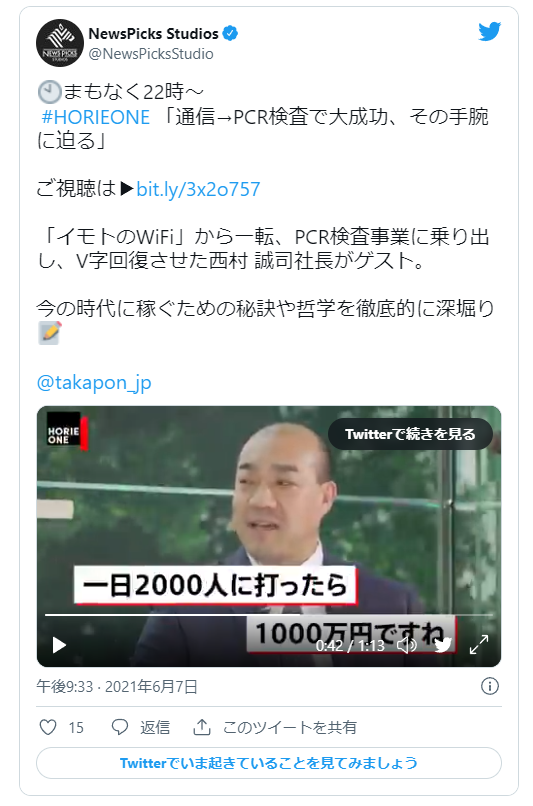 NewsPicks Studios
@NewsPicksStudio
NEWS PICKS
STUDIOS
まもなく22時～
#HORIEONE 「通信→PCR検査で大成功、その手腕
に迫る」
ご視聴は▶bit.ly/3x2o757
「イモトのWiFi」から一転、PCR検査事業に乗り出
し、V字回復させた西村 誠司社長がゲスト。
今の時代に稼ぐための秘訣や哲学を徹底的に深堀り
@takapon_jp
HORIE
ONE
Twitterで続きを見る
一日2000人に打ったら
1000万円ですね
0:42 / 1:13
午後9:33 · 2021年6月7日
15 返信 このツイートを共有
Twitterでいま起きていることを見てみましょう